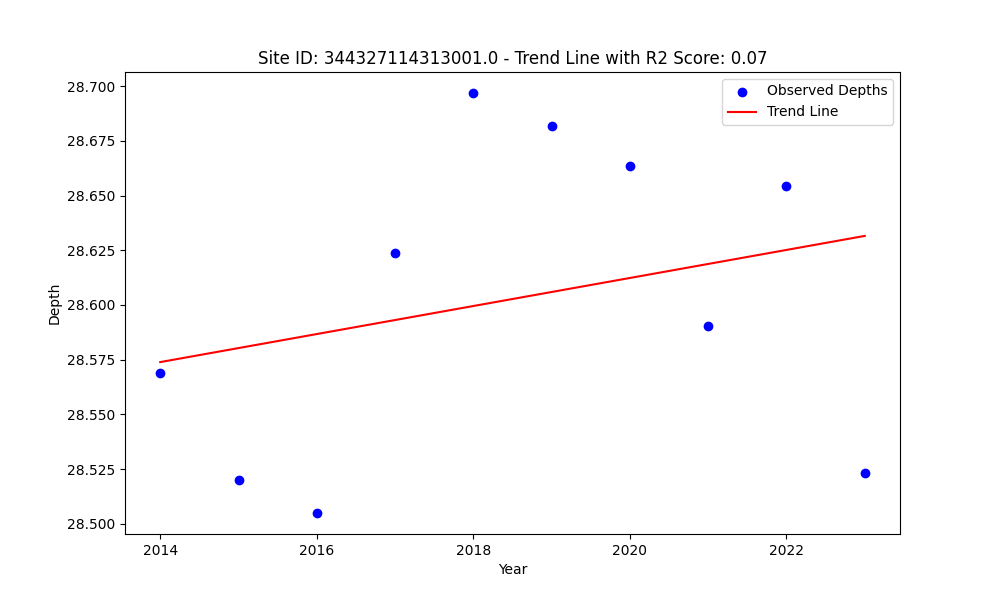 Site ID: 344327114313001.0 - Trend Line with R2 Score: 0.07
Observed Depths
Trend Line
28.700
28.675
28.650
28.625
28.600
28.575
28.550
28.525
28.500
Depth
2014
2016
2018
2020
2022
Year